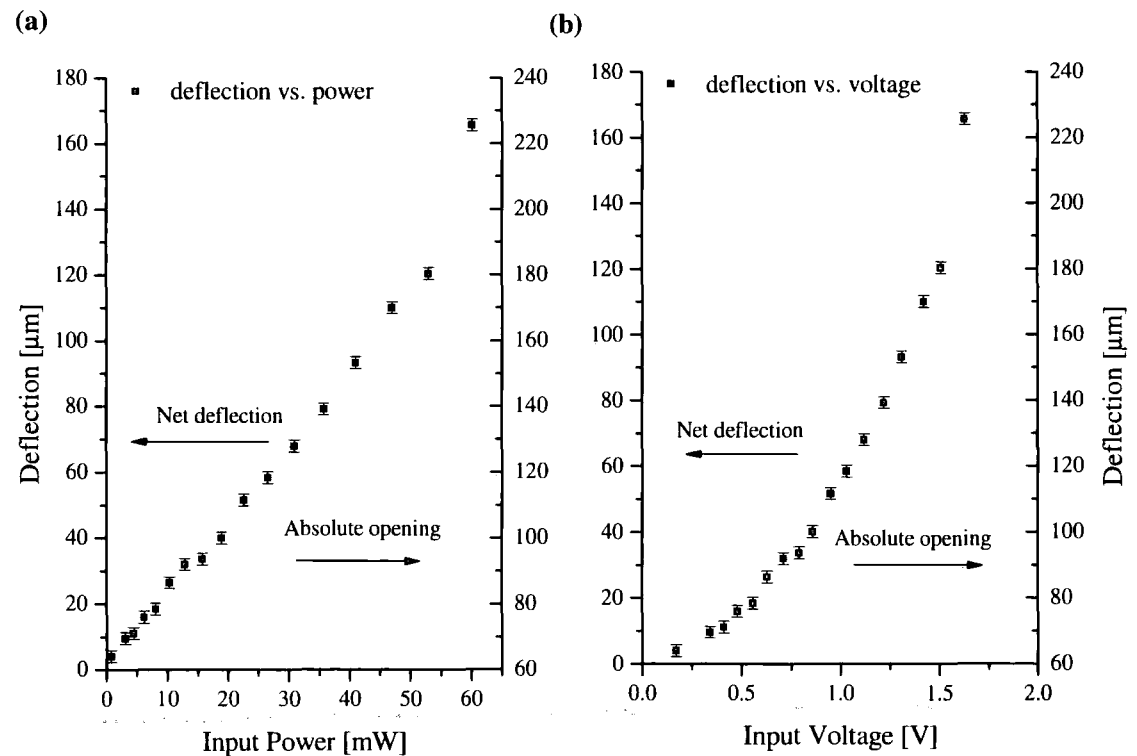 (a)
(b)
deflection vs. power
deflection vs. voltage
180
160
140
120
100
80
60
40
20
0
240
220
200
180
160
140
120
100
80
60
Deflection [µm]
Net deflection
Absolute opening
0 10 20 30 40 50 60
Input Power [mW]
180
160
140
120
100
80
60
40
20
0
240
220
200
180
160
140
120
100
80
60
Net deflection
Absolute opening
Deflection [µm]
0.0 0.5 1.0 1.5 2.0
Input Voltage [V]